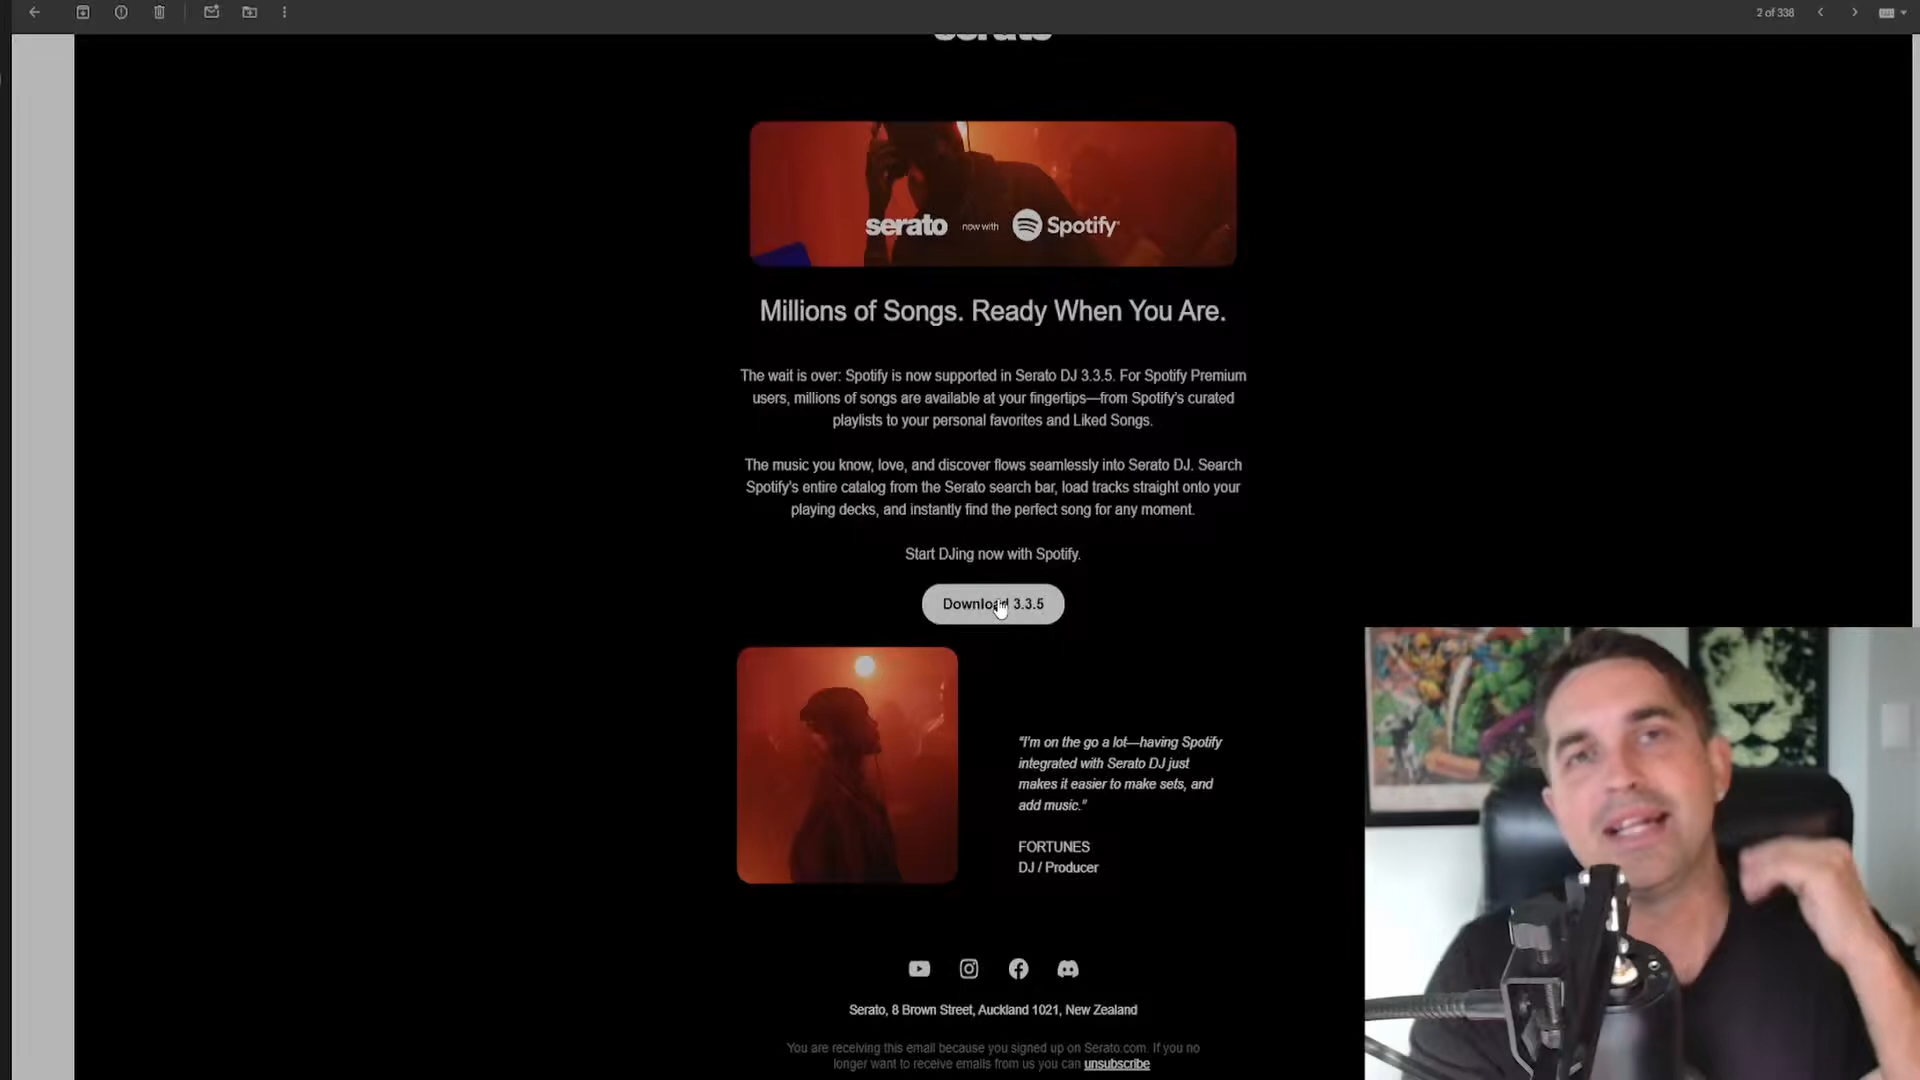 2 of 338
serato
serato now with Spotify
Millions of Songs. Ready When You Are.
The wait is over: Spotify is now supported in Serato DJ 3.3.5. For Spotify Premium
users, millions of songs are available at your fingertips—from Spotify's curated
playlists to your personal favorites and Liked Songs.
The music you know, love, and discover flows seamlessly into Serato DJ. Search
Spotify's entire catalog from the Serato search bar, load tracks straight onto your
playing decks, and instantly find the perfect song for any moment.
Start DJing now with Spotify.
Download 3.3.5
"I'm on the go a lot—having Spotify
integrated with Serato DJ just
makes it easier to make sets, and
add music."
FORTUNES
DJ / Producer
Serato, 8 Brown Street, Auckland 1021, New Zealand
You are receiving this email because you signed up on Serato.com. If you no
longer want to receive emails from us you can unsubscribe